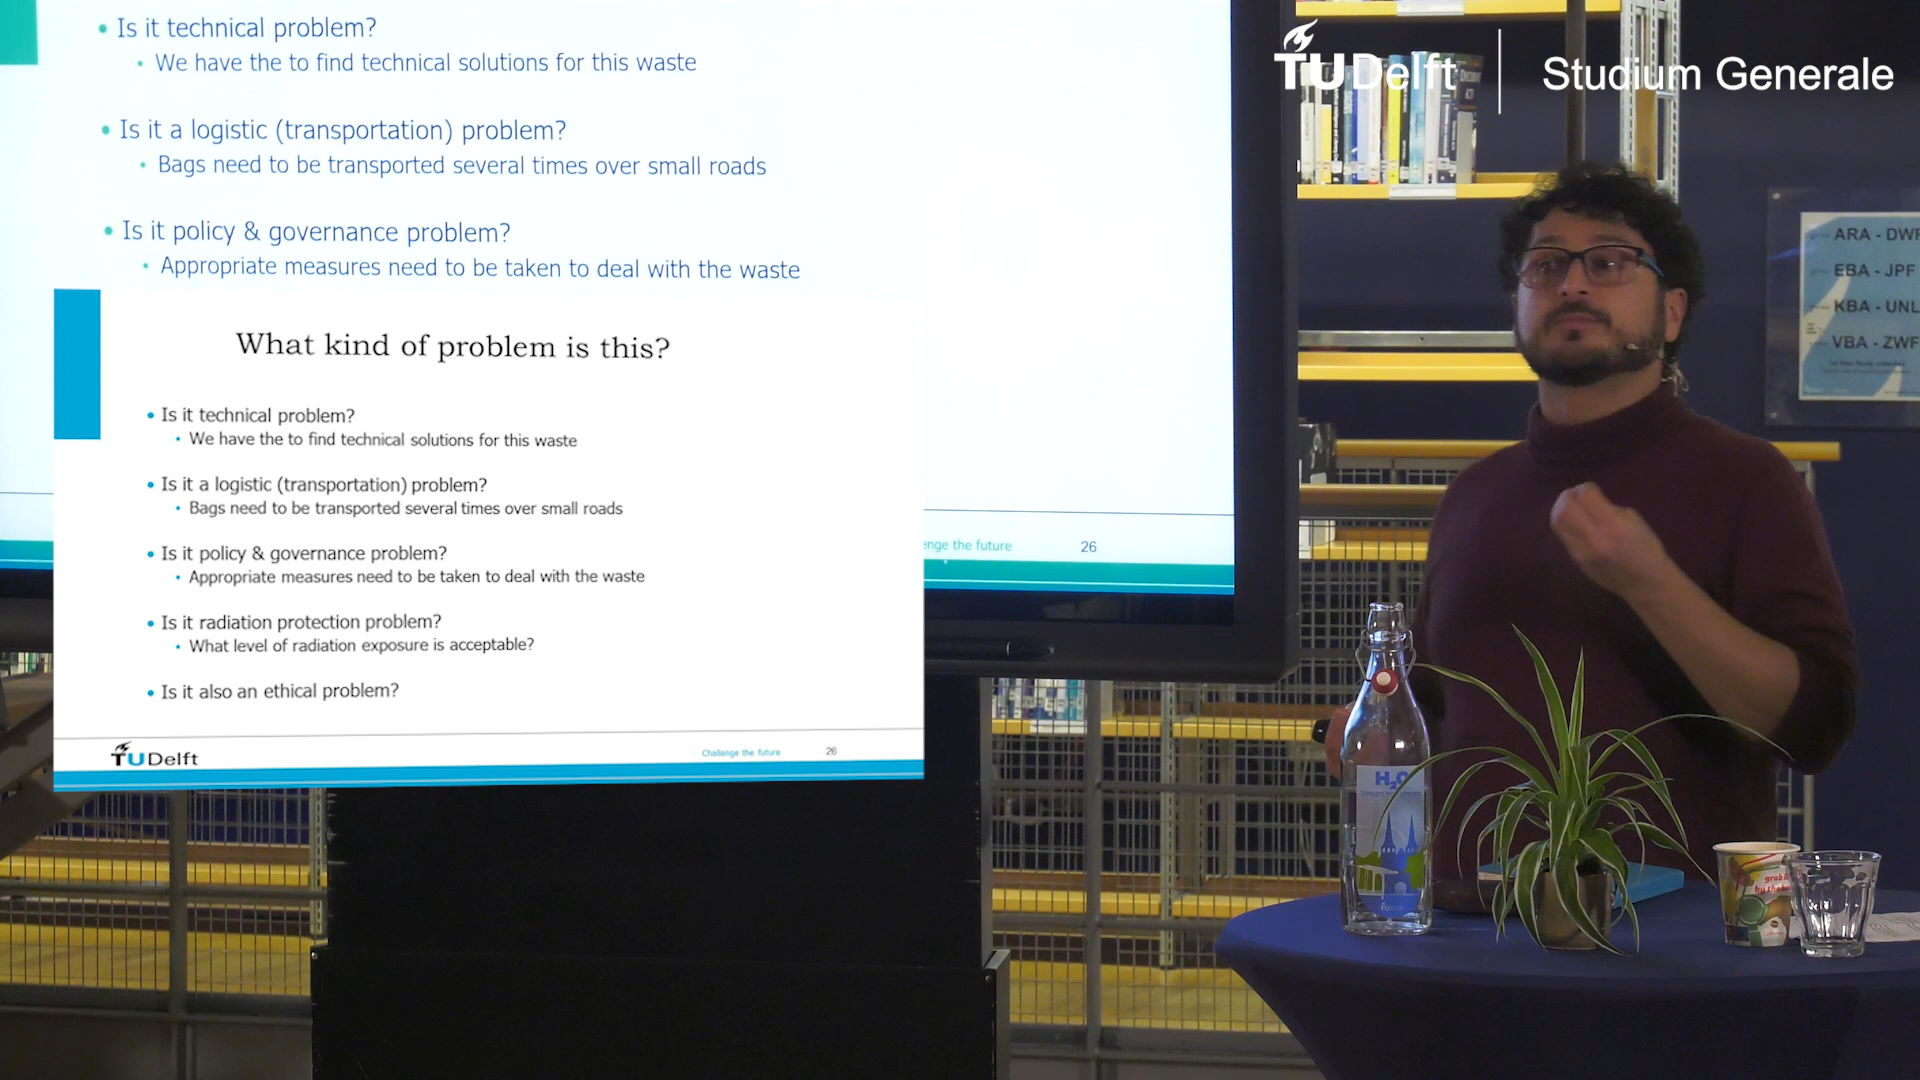 • Is it technical problem?
• We have the to find technical solutions for this waste
• Is it a logistic (transportation) problem?
• Bags need to be transported several times over small roads
• Is it policy & governance problem?
• Appropriate measures need to be taken to deal with the waste
enge the future 26
What kind of problem is this?
• Is it technical problem?
• We have the to find technical solutions for this waste
• Is it a logistic (transportation) problem?
• Bags need to be transported several times over small roads
• Is it policy & governance problem?
• Appropriate measures need to be taken to deal with the waste
• Is it radiation protection problem?
• What level of radiation exposure is acceptable?
• Is it also an ethical problem?
TUDelft Challenge the future 26
TUDelft | Studium Generale
ARA - DWF
EBA - JPF
KBA - UNL
VBA - ZWF
H2O
TUDelft
grab